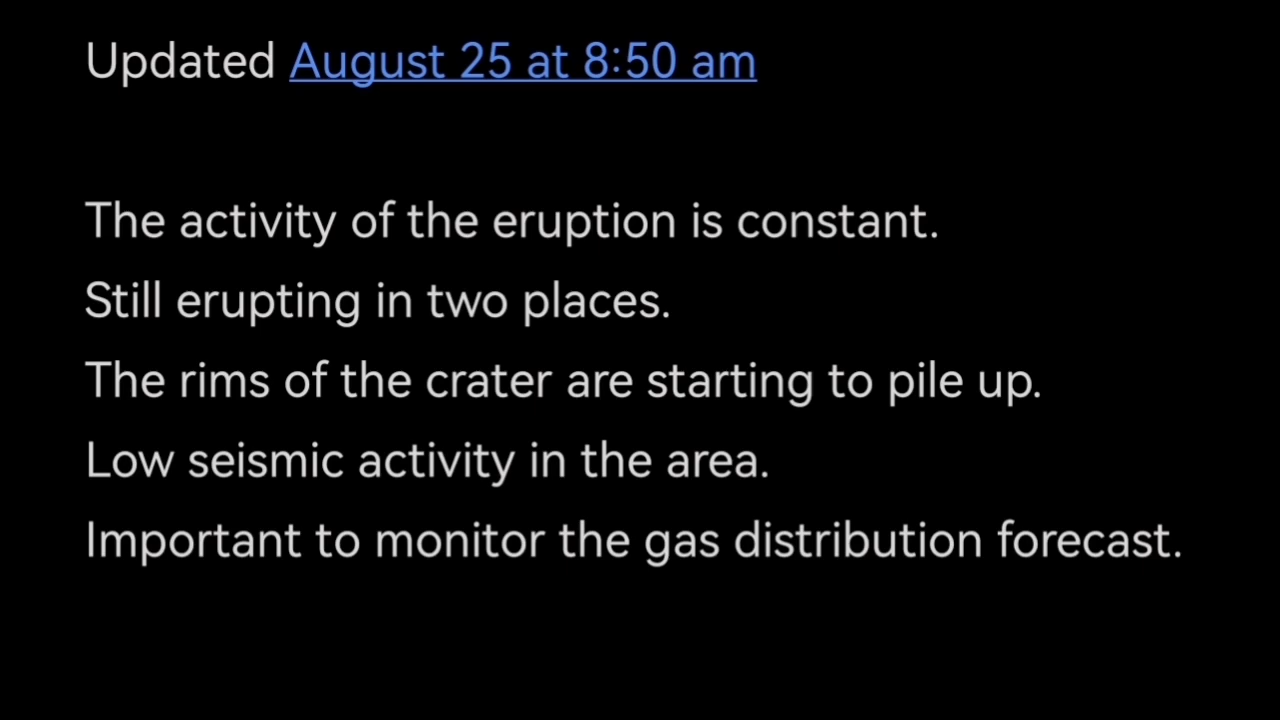 Updated August 25 at 8:50 am
The activity of the eruption is constant.
Still erupting in two places.
The rims of the crater are starting to pile up.
Low seismic activity in the area.
Important to monitor the gas distribution forecast.